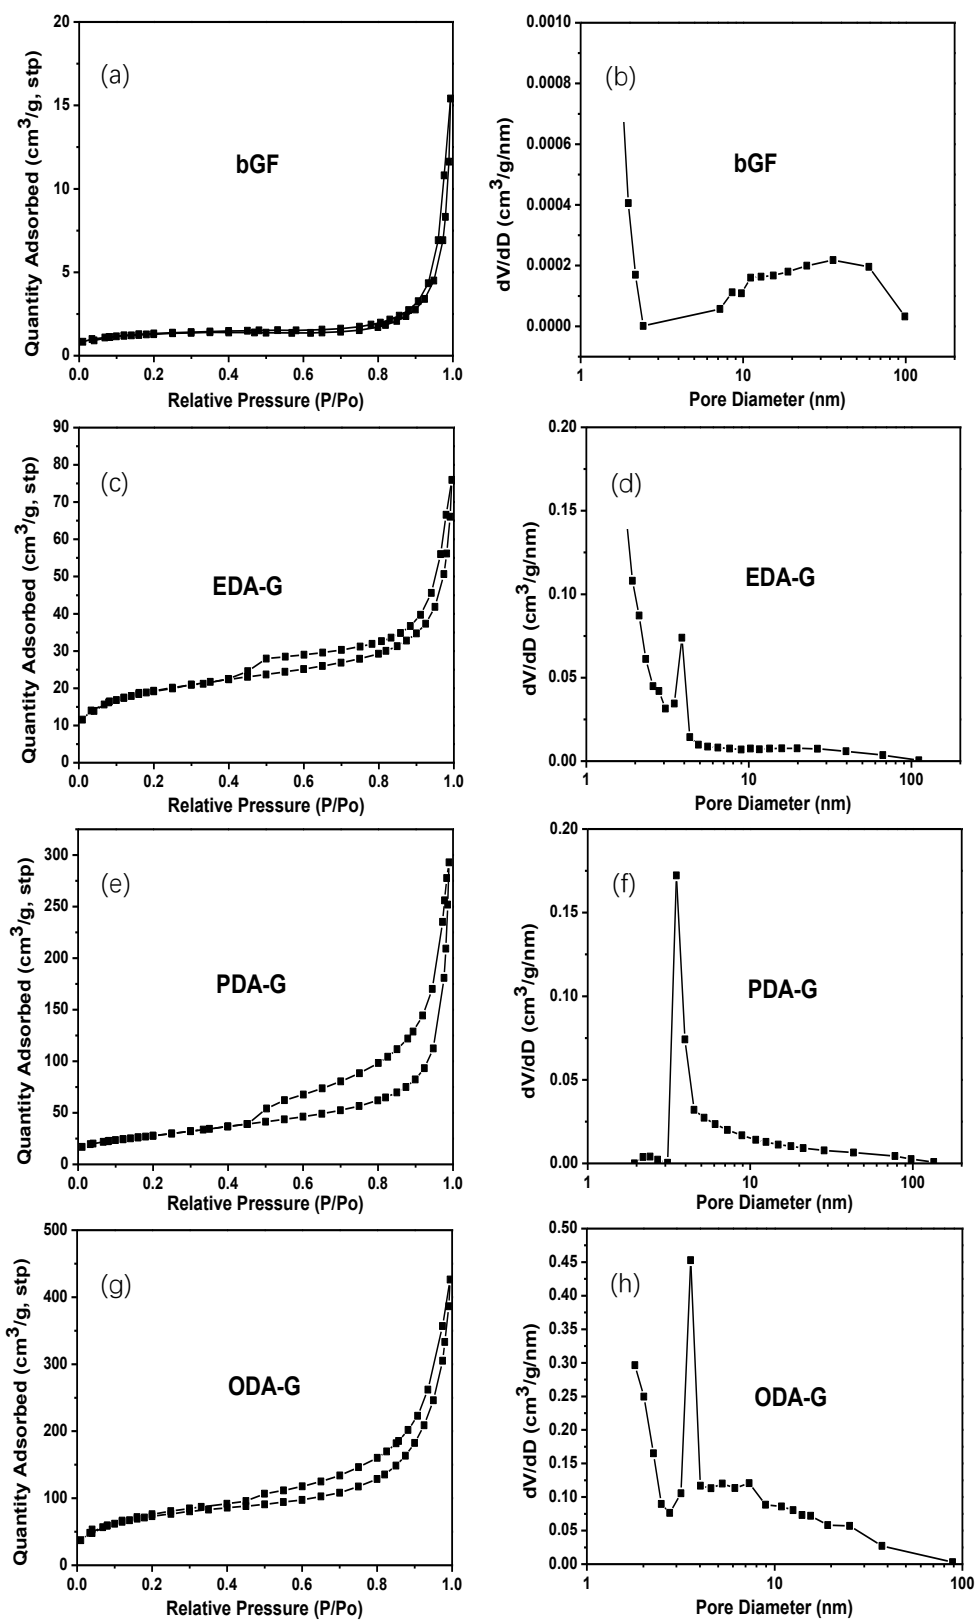 (a)
bGF
Quantity Adsorbed (cm³/g, stp)
20
15
10
5
0
0.0 0.2 0.4 0.6 0.8 1.0
Relative Pressure (P/Po)
(b)
bGF
dV/dD (cm³/g/nm)
0.0010
0.0008
0.0006
0.0004
0.0002
0.0000
1 10 100
Pore Diameter (nm)
(c)
EDA-G
Quantity Adsorbed (cm³/g, stp)
90
80
70
60
50
40
30
20
10
0
0.0 0.2 0.4 0.6 0.8 1.0
Relative Pressure (P/Po)
(d)
EDA-G
dV/dD (cm³/g/nm)
0.20
0.15
0.10
0.05
0.00
1 10 100
Pore Diameter (nm)
(e)
PDA-G
Quantity Adsorbed (cm³/g, stp)
300
250
200
150
100
50
0
0.0 0.2 0.4 0.6 0.8 1.0
Relative Pressure (P/Po)
(f)
PDA-G
dV/dD (cm³/g/nm)
0.20
0.15
0.10
0.05
0.00
1 10 100
Pore Diameter (nm)
(g)
ODA-G
Quantity Adsorbed (cm³/g, stp)
500
400
300
200
100
0
0.0 0.2 0.4 0.6 0.8 1.0
Relative Pressure (P/Po)
(h)
ODA-G
dV/dD (cm³/g/nm)
0.50
0.45
0.40
0.35
0.30
0.25
0.20
0.15
0.10
0.05
0.00
1 10 100
Pore Diameter (nm)